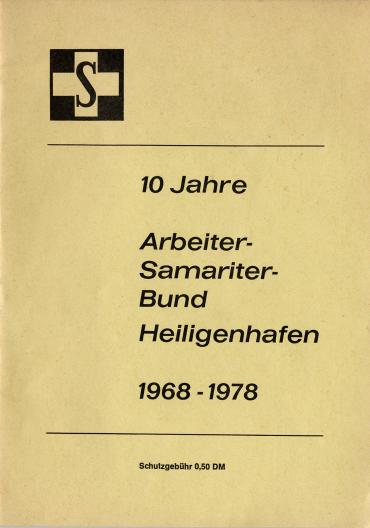 S
10 Jahre
Arbeiter-
Samariter-
Bund
Heiligenhafen
1968 - 1978
Schutzgebühr 0,50 DM